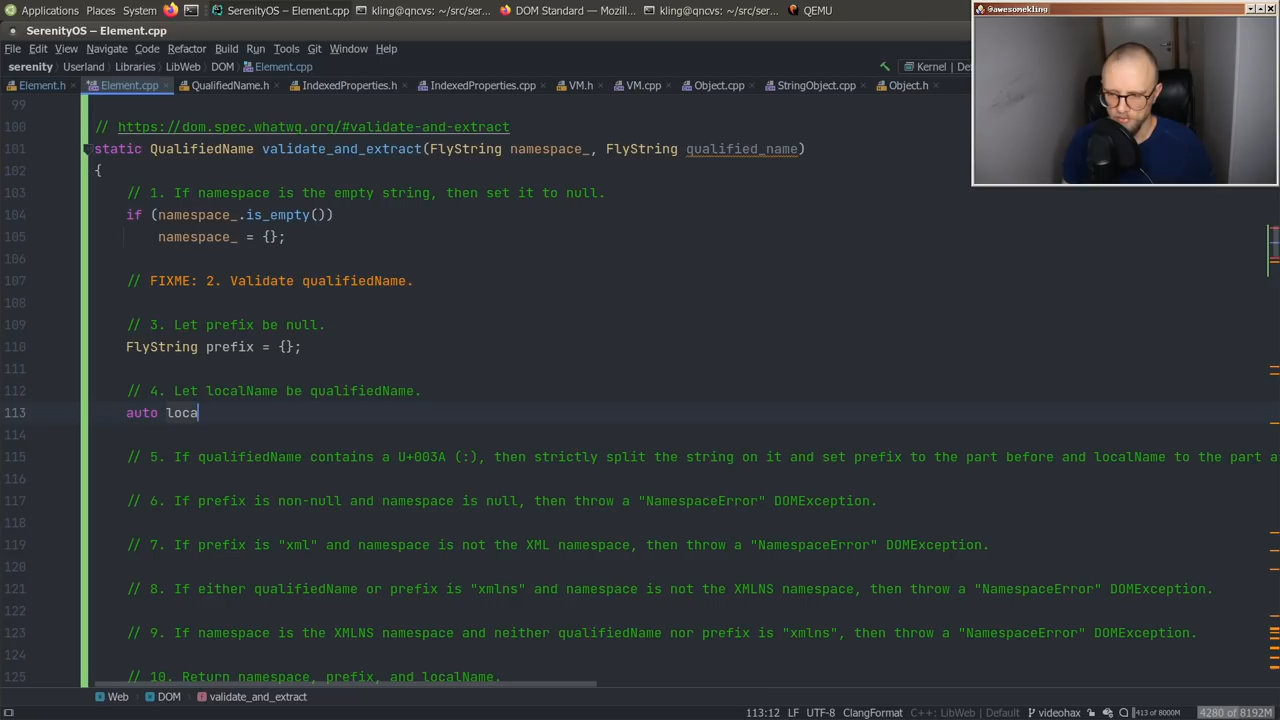 Applications Places SerenityOS – Element.cpp kling@qncvs: ~/src/ser... DOM Standard — Mozill... kling@qncvs: ~/src/ser... QEMU
@awesomekling
SerenityOS – Element.cpp
File Edit View Navigate Code Refactor Build Run Tools Git Window Help
serenity Userland Libraries LibWeb DOM Element.cpp Kernel | De
Element.h Element.cpp QualifiedName.h IndexedProperties.h IndexedProperties.cpp VM.h VM.cpp Object.cpp StringObject.cpp Object.h
99
100 // https://dom.spec.whatwg.org/#validate-and-extract
101 static QualifiedName validate_and_extract(FlyString namespace_, FlyString qualified_name)
102 {
103 // 1. If namespace is the empty string, then set it to null.
104 if (namespace_.is_empty())
105 namespace_ = {};
106
107 // FIXME: 2. Validate qualifiedName.
108
109 // 3. Let prefix be null.
110 FlyString prefix = {};
111
112 // 4. Let localName be qualifiedName.
113 auto loca
114
115 // 5. If qualifiedName contains a U+003A (:), then strictly split the string on it and set prefix to the part before and localName to the part a
116
117 // 6. If prefix is non-null and namespace is null, then throw a "NamespaceError" DOMException.
118
119 // 7. If prefix is "xml" and namespace is not the XML namespace, then throw a "NamespaceError" DOMException.
120
121 // 8. If either qualifiedName or prefix is "xmlns" and namespace is not the XMLNS namespace, then throw a "NamespaceError" DOMException.
122
123 // 9. If namespace is the XMLNS namespace and neither qualifiedName nor prefix is "xmlns", then throw a "NamespaceError" DOMException.
124
125 // 10. Return namespace, prefix, and localName.
Web DOM validate_and_extract
113:12 LF UTF-8 ClangFormat C++: LibWeb | Default videohax 413 of 8000M 4280 of 8192M